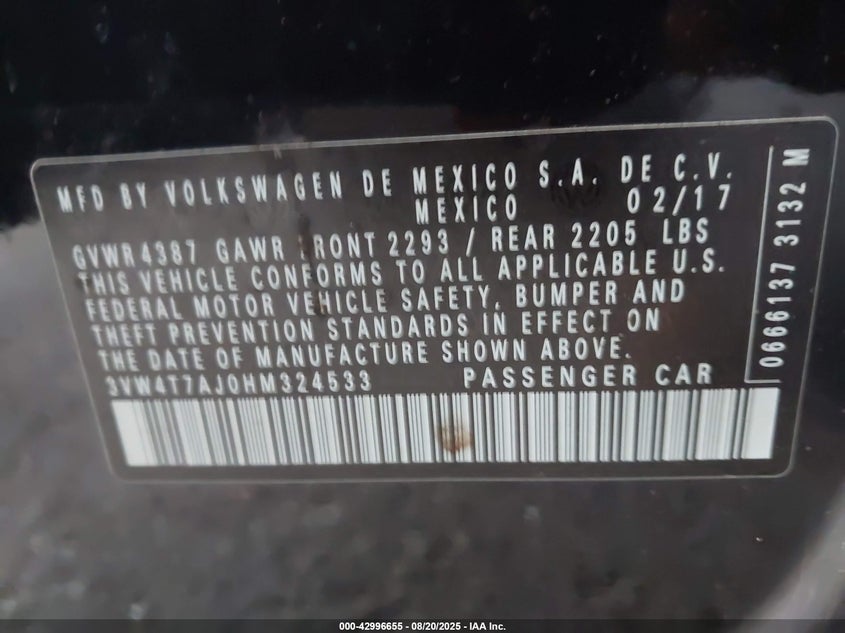 MFD BY VOLKSWAGEN DE MEXICO S.A. DE C.V.
MEXICO 02/17
GVWR 4387 GAWR FRONT 2293 / REAR 2205 LBS
THIS VEHICLE CONFORMS TO ALL APPLICABLE U.S.
FEDERAL MOTOR VEHICLE SAFETY, BUMPER AND
THEFT PREVENTION STANDARDS IN EFFECT ON
THE DATE OF MANUFACTURE SHOWN ABOVE.
3VW4T7AJ0HM324533 PASSENGER CAR
0666137 3132 M
000-42996655 - 08/20/2025 - IAA Inc.